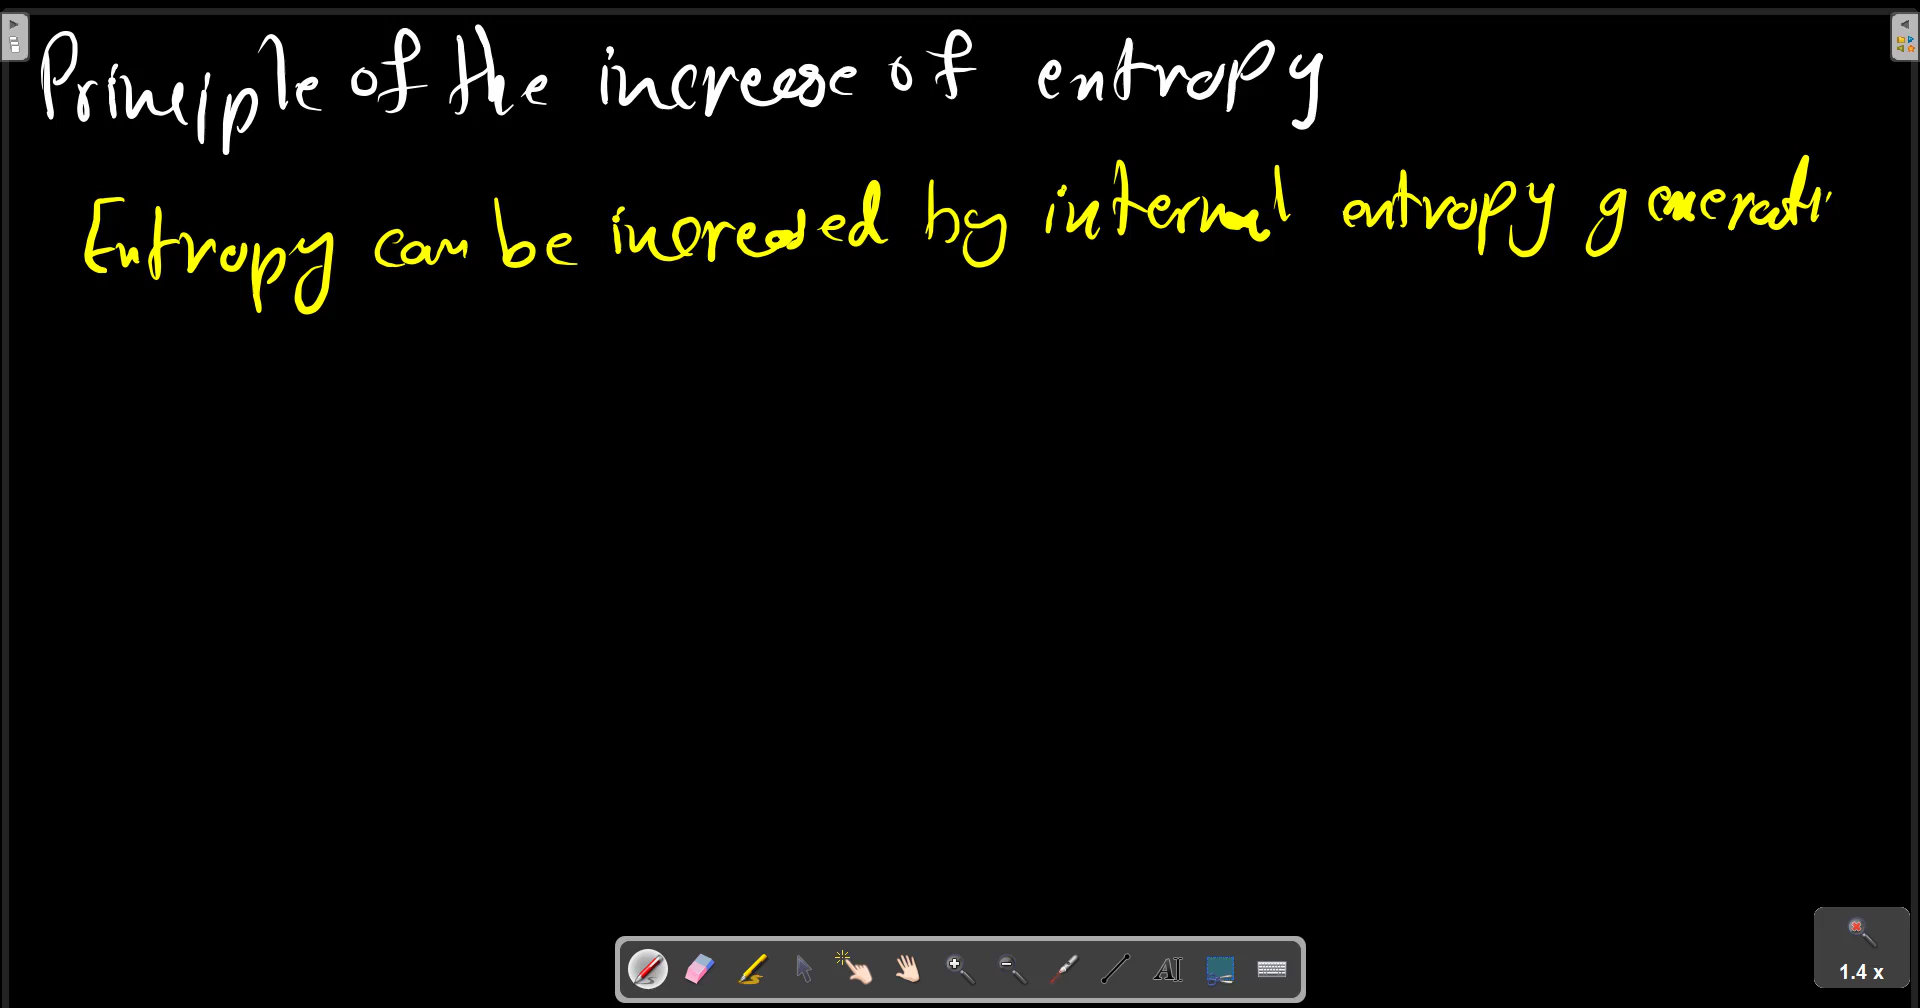 Principle of the increase of entropy
Entropy can be increased by internal entropy generati
1.4 x